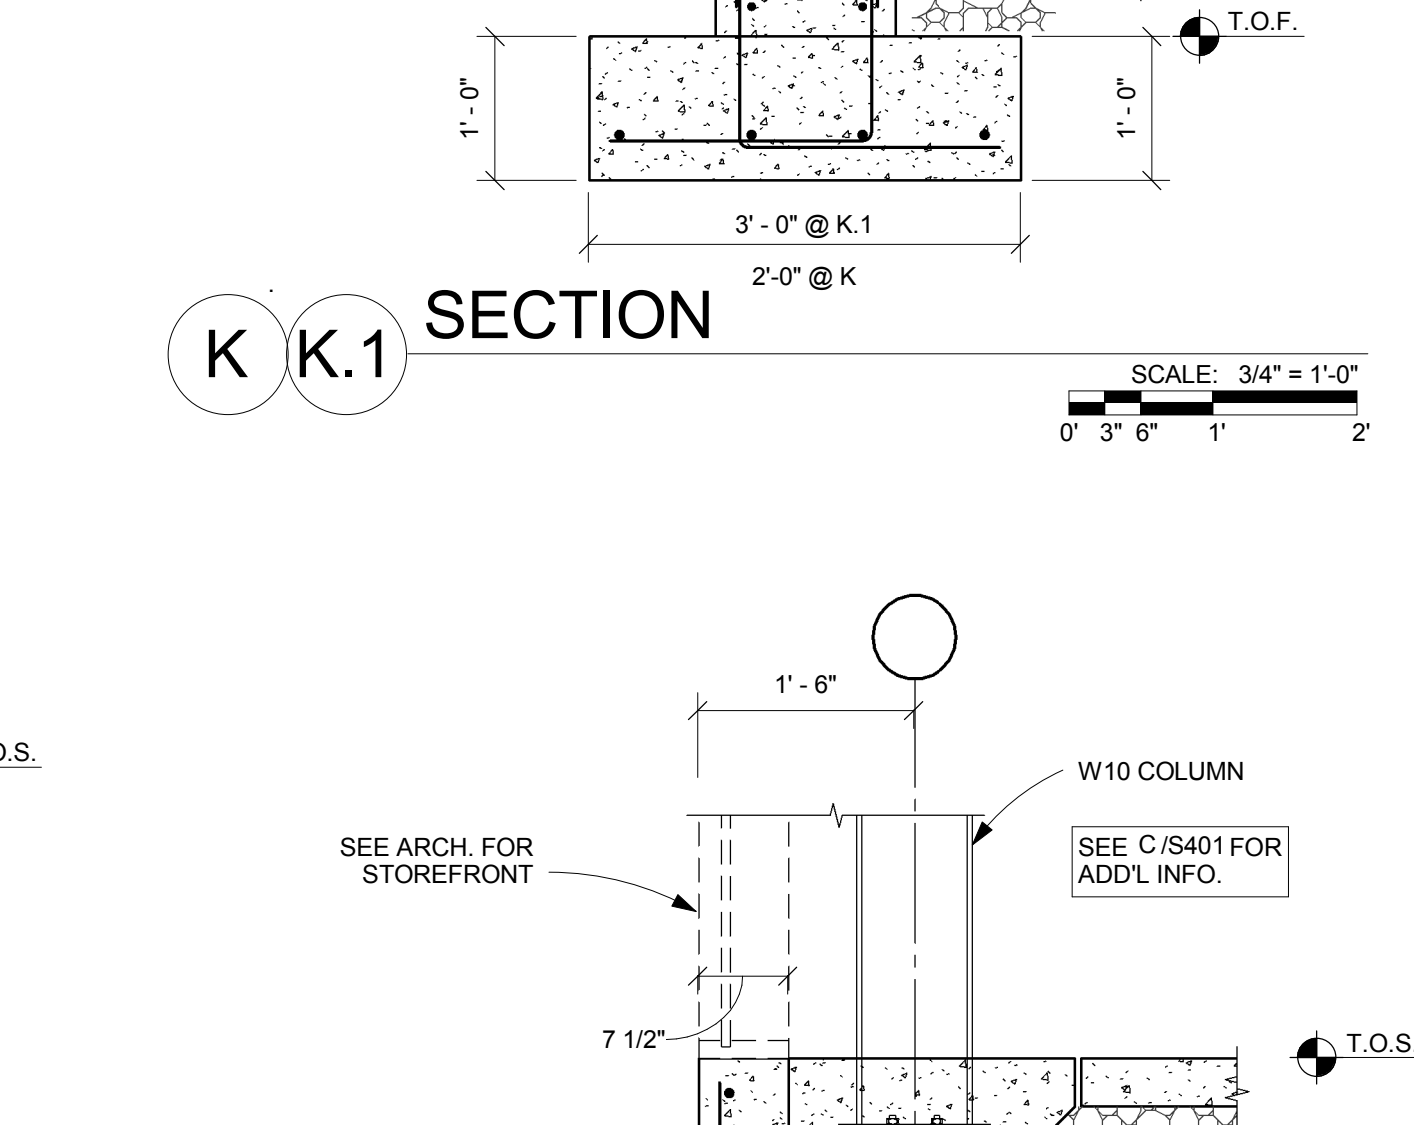 T.O.F.
1' - 0"
1' - 0"
3' - 0" @ K.1
2'-0" @ K
SECTION
K
K.1
SCALE: 3/4" = 1'-0"
0' 3" 6" 1' 2'
1' - 6"
O.S.
W10 COLUMN
SEE ARCH. FOR
STOREFRONT
SEE C/S401 FOR
ADD'L INFO.
7 1/2"
T.O.S.